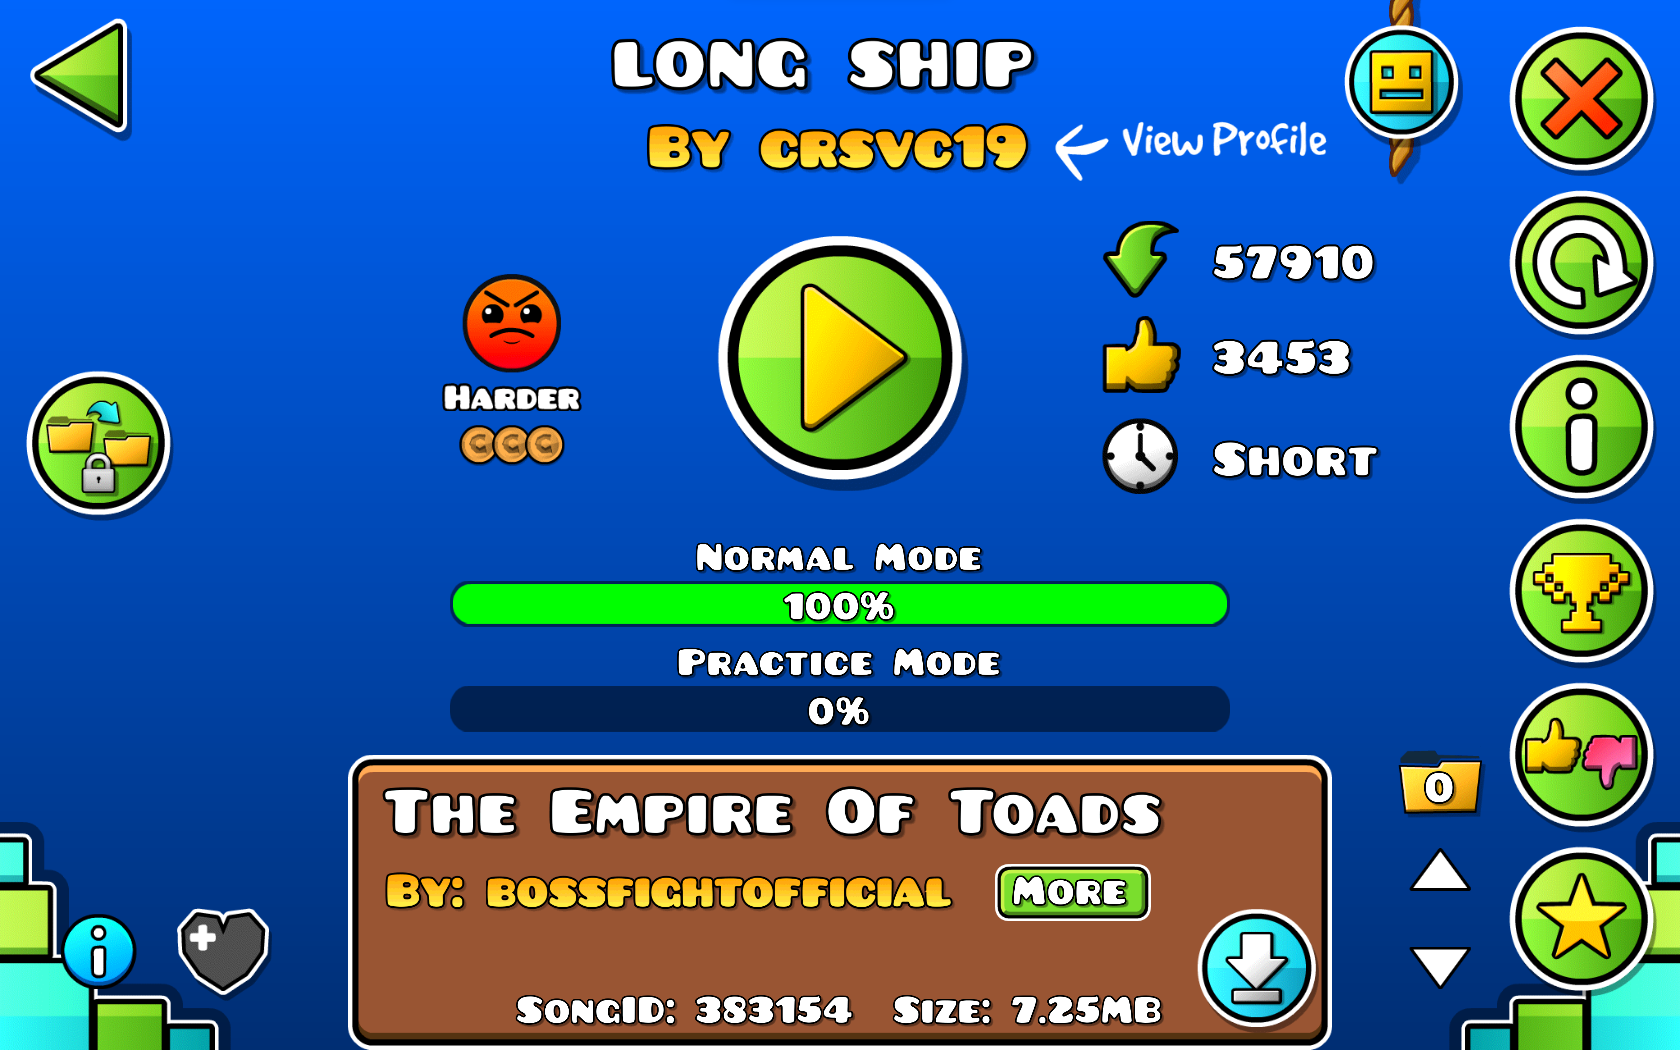 LONG SHIP
By CRSVC19
View Profile
57910
3453
Short
Harder
CCC
Normal Mode
100%
Practice Mode
0%
The Empire Of Toads
By: BOSSFIGHTOFFICIAL
More
SongID: 383154 Size: 7.25MB
0